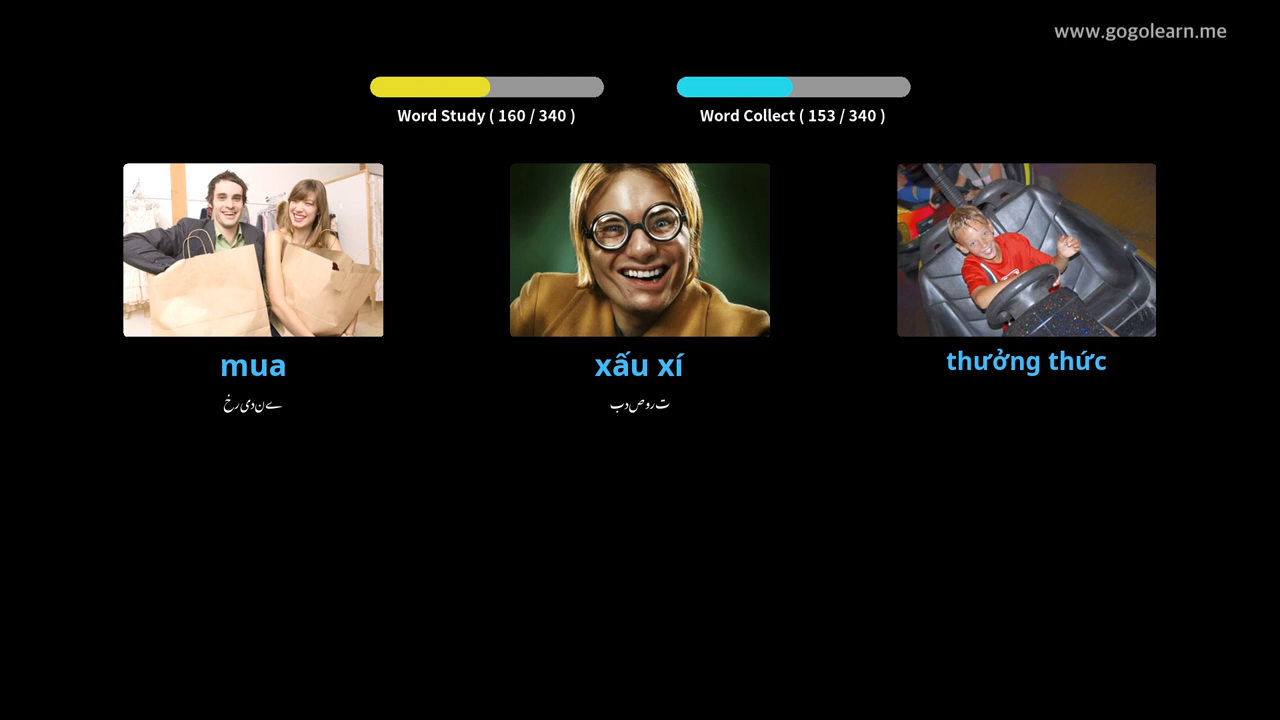 www.gogolearn.me
Word Study ( 160 / 340 )
Word Collect ( 153 / 340 )
mua
xấu xí
thưởng thức
خریدنے
بدصورت